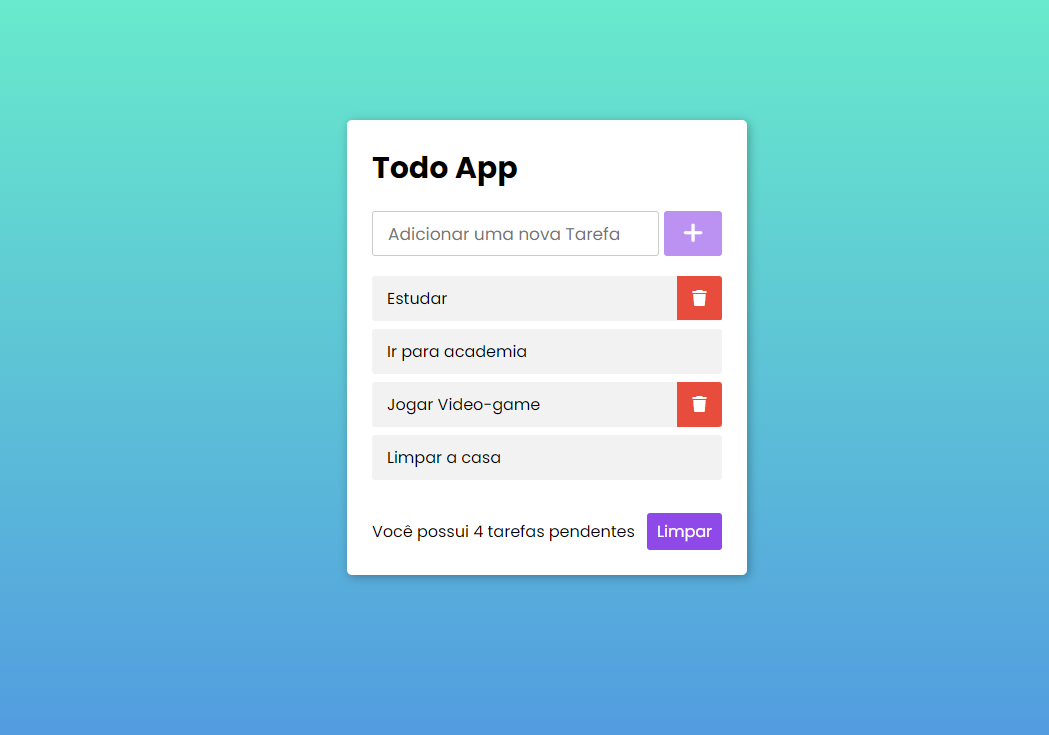 Todo App
Adicionar uma nova Tarefa
Estudar
Ir para academia
Jogar Video-game
Limpar a casa
Você possui 4 tarefas pendentes Limpar